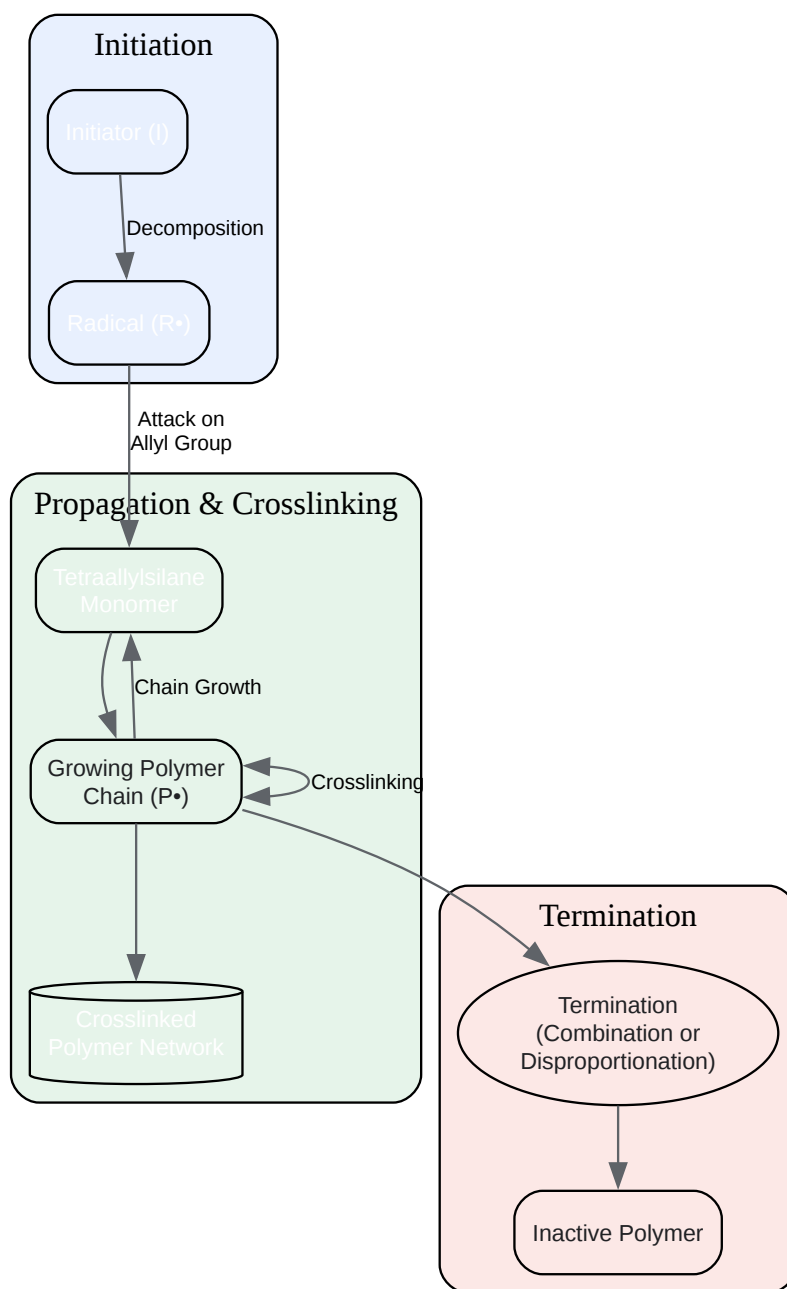 Initiation
Initiator (I)
Decomposition
Radical (R•)
Attack on
Allyl Group
Propagation & Crosslinking
Tetraallylsilane
Monomer
Chain Growth
Growing Polymer
Chain (P•)
Crosslinking
Crosslinked
Polymer Network
Termination
Termination
(Combination or
Disproportionation)
Inactive Polymer